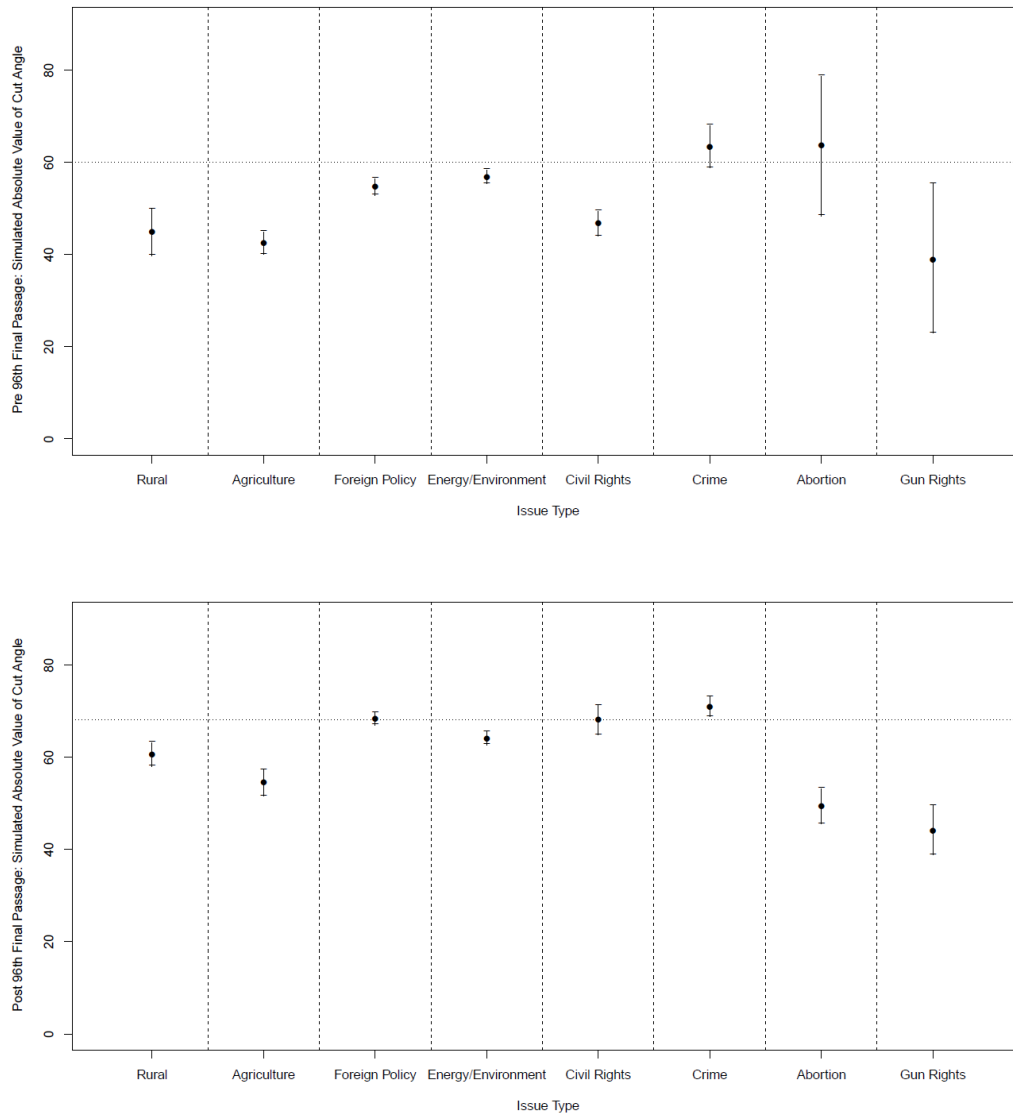 Pre 96th Final Passage: Simulated Absolute Value of Cut Angle
80
60
40
20
0
Rural Agriculture Foreign Policy Energy/Environment Civil Rights Crime Abortion Gun Rights
Issue Type
Post 96th Final Passage: Simulated Absolute Value of Cut Angle
80
60
40
20
0
Rural Agriculture Foreign Policy Energy/Environment Civil Rights Crime Abortion Gun Rights
Issue Type